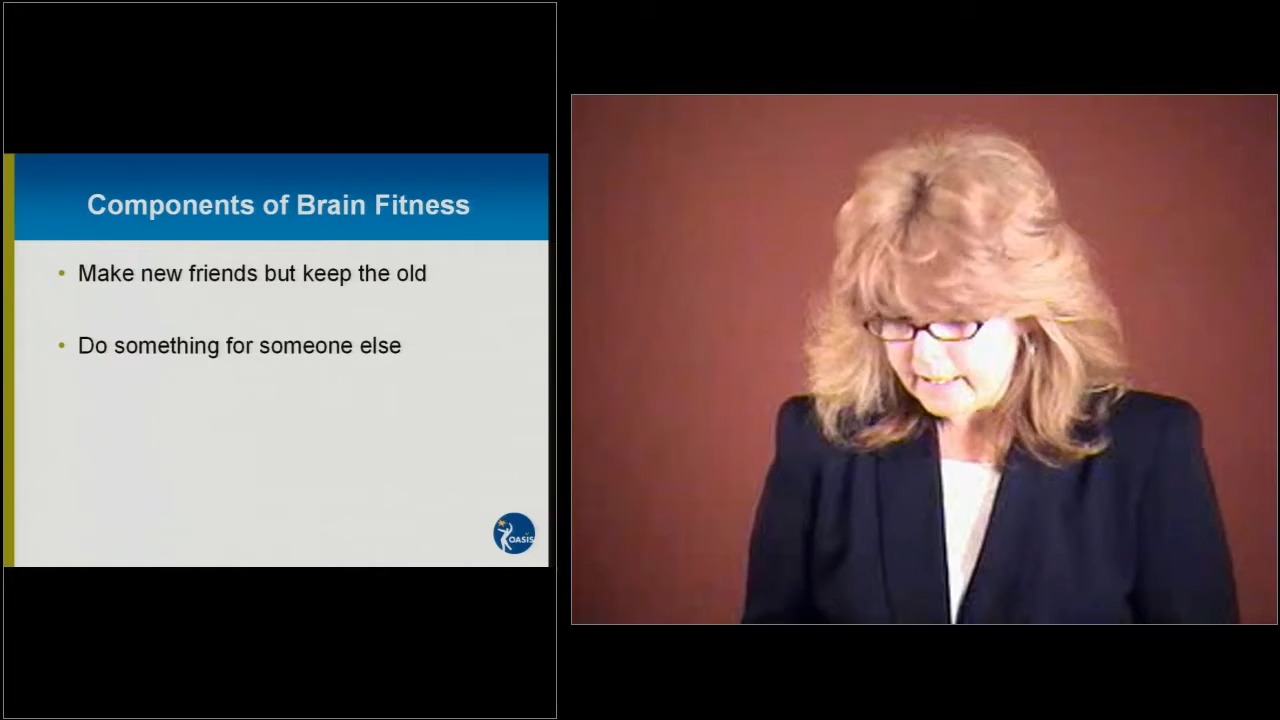 Components of Brain Fitness
• Make new friends but keep the old
• Do something for someone else
OASIS